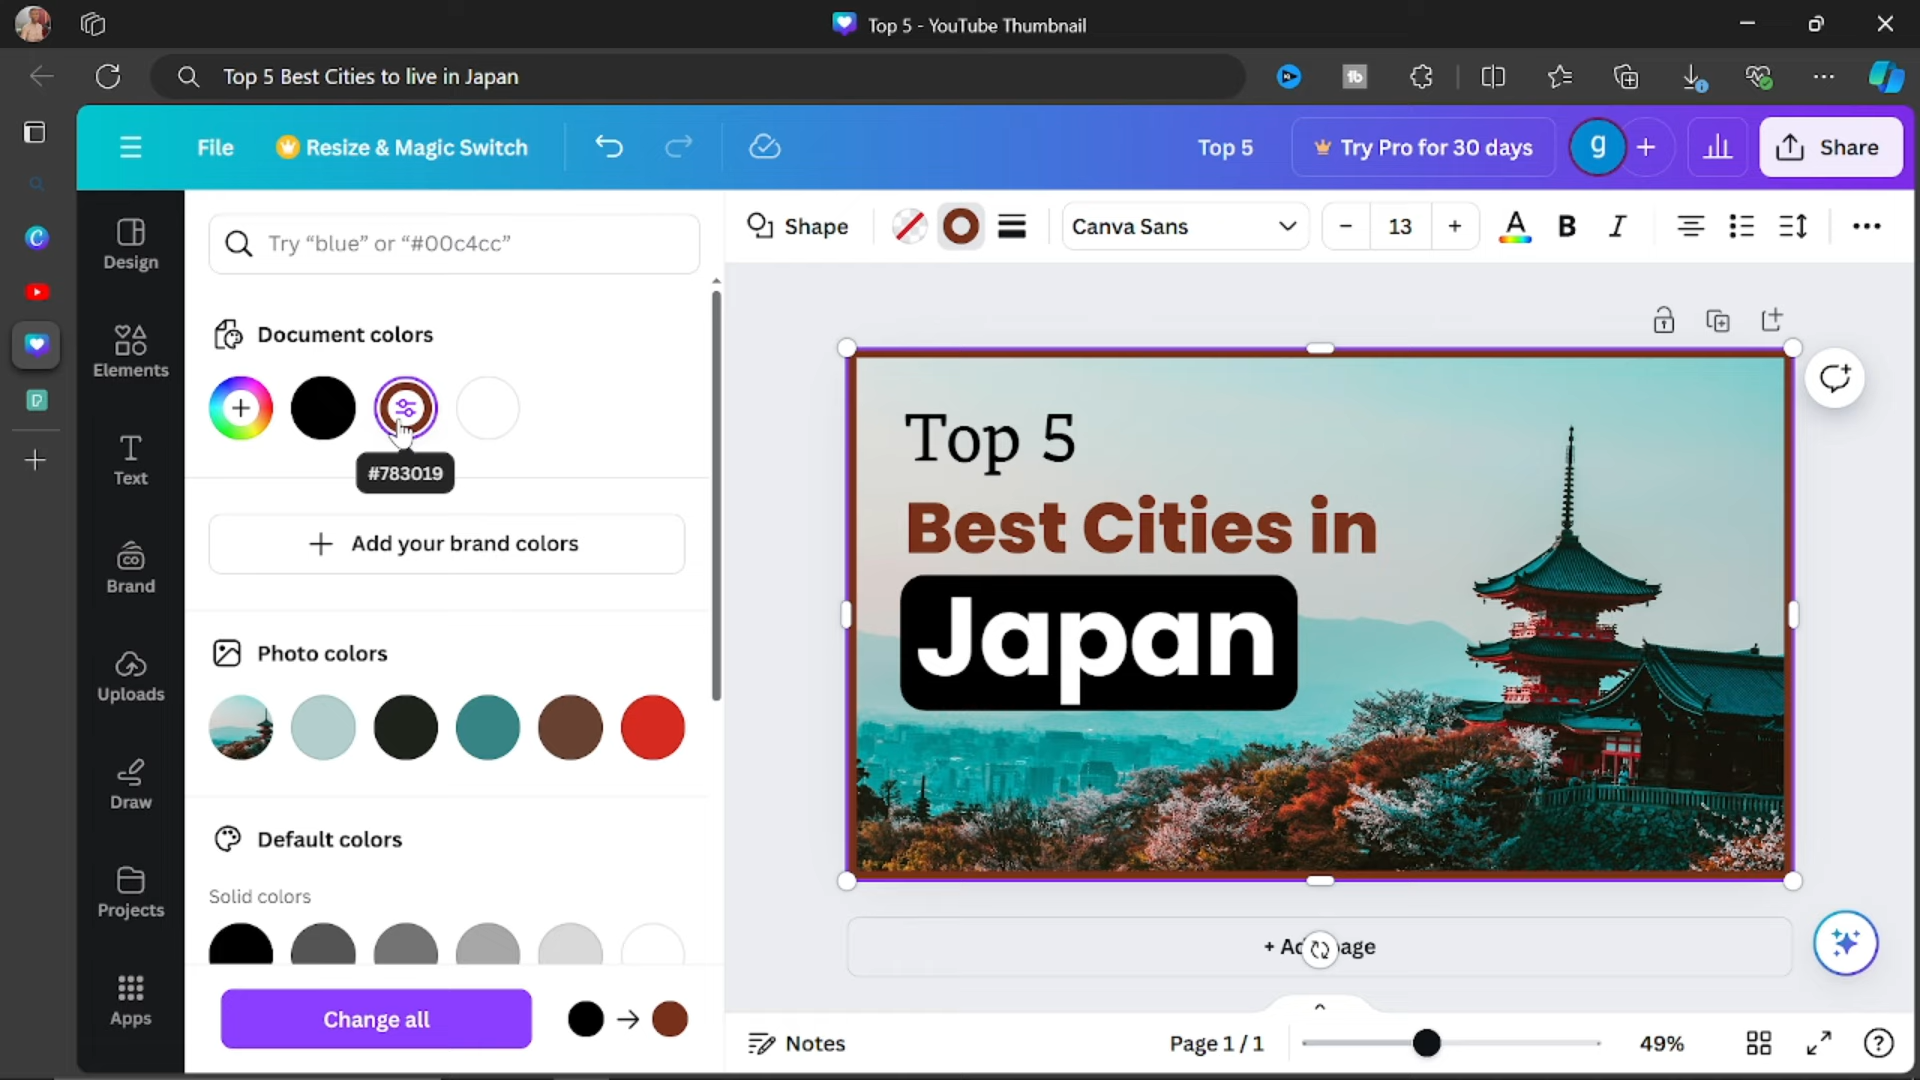 Top 5 - YouTube Thumbnail
Top 5 Best Cities to live in Japan
tb
File
Resize & Magic Switch
Top 5
Try Pro for 30 days
g
Share
Design
Elements
Text
Brand
Uploads
Draw
Projects
Apps
Try “blue” or “#00c4cc”
Document colors
#783019
Add your brand colors
Photo colors
Default colors
Solid colors
Change all
Shape
Canva Sans
13
A
B
I
Top 5
Best Cities in
Japan
Notes
Page 1 / 1
49%